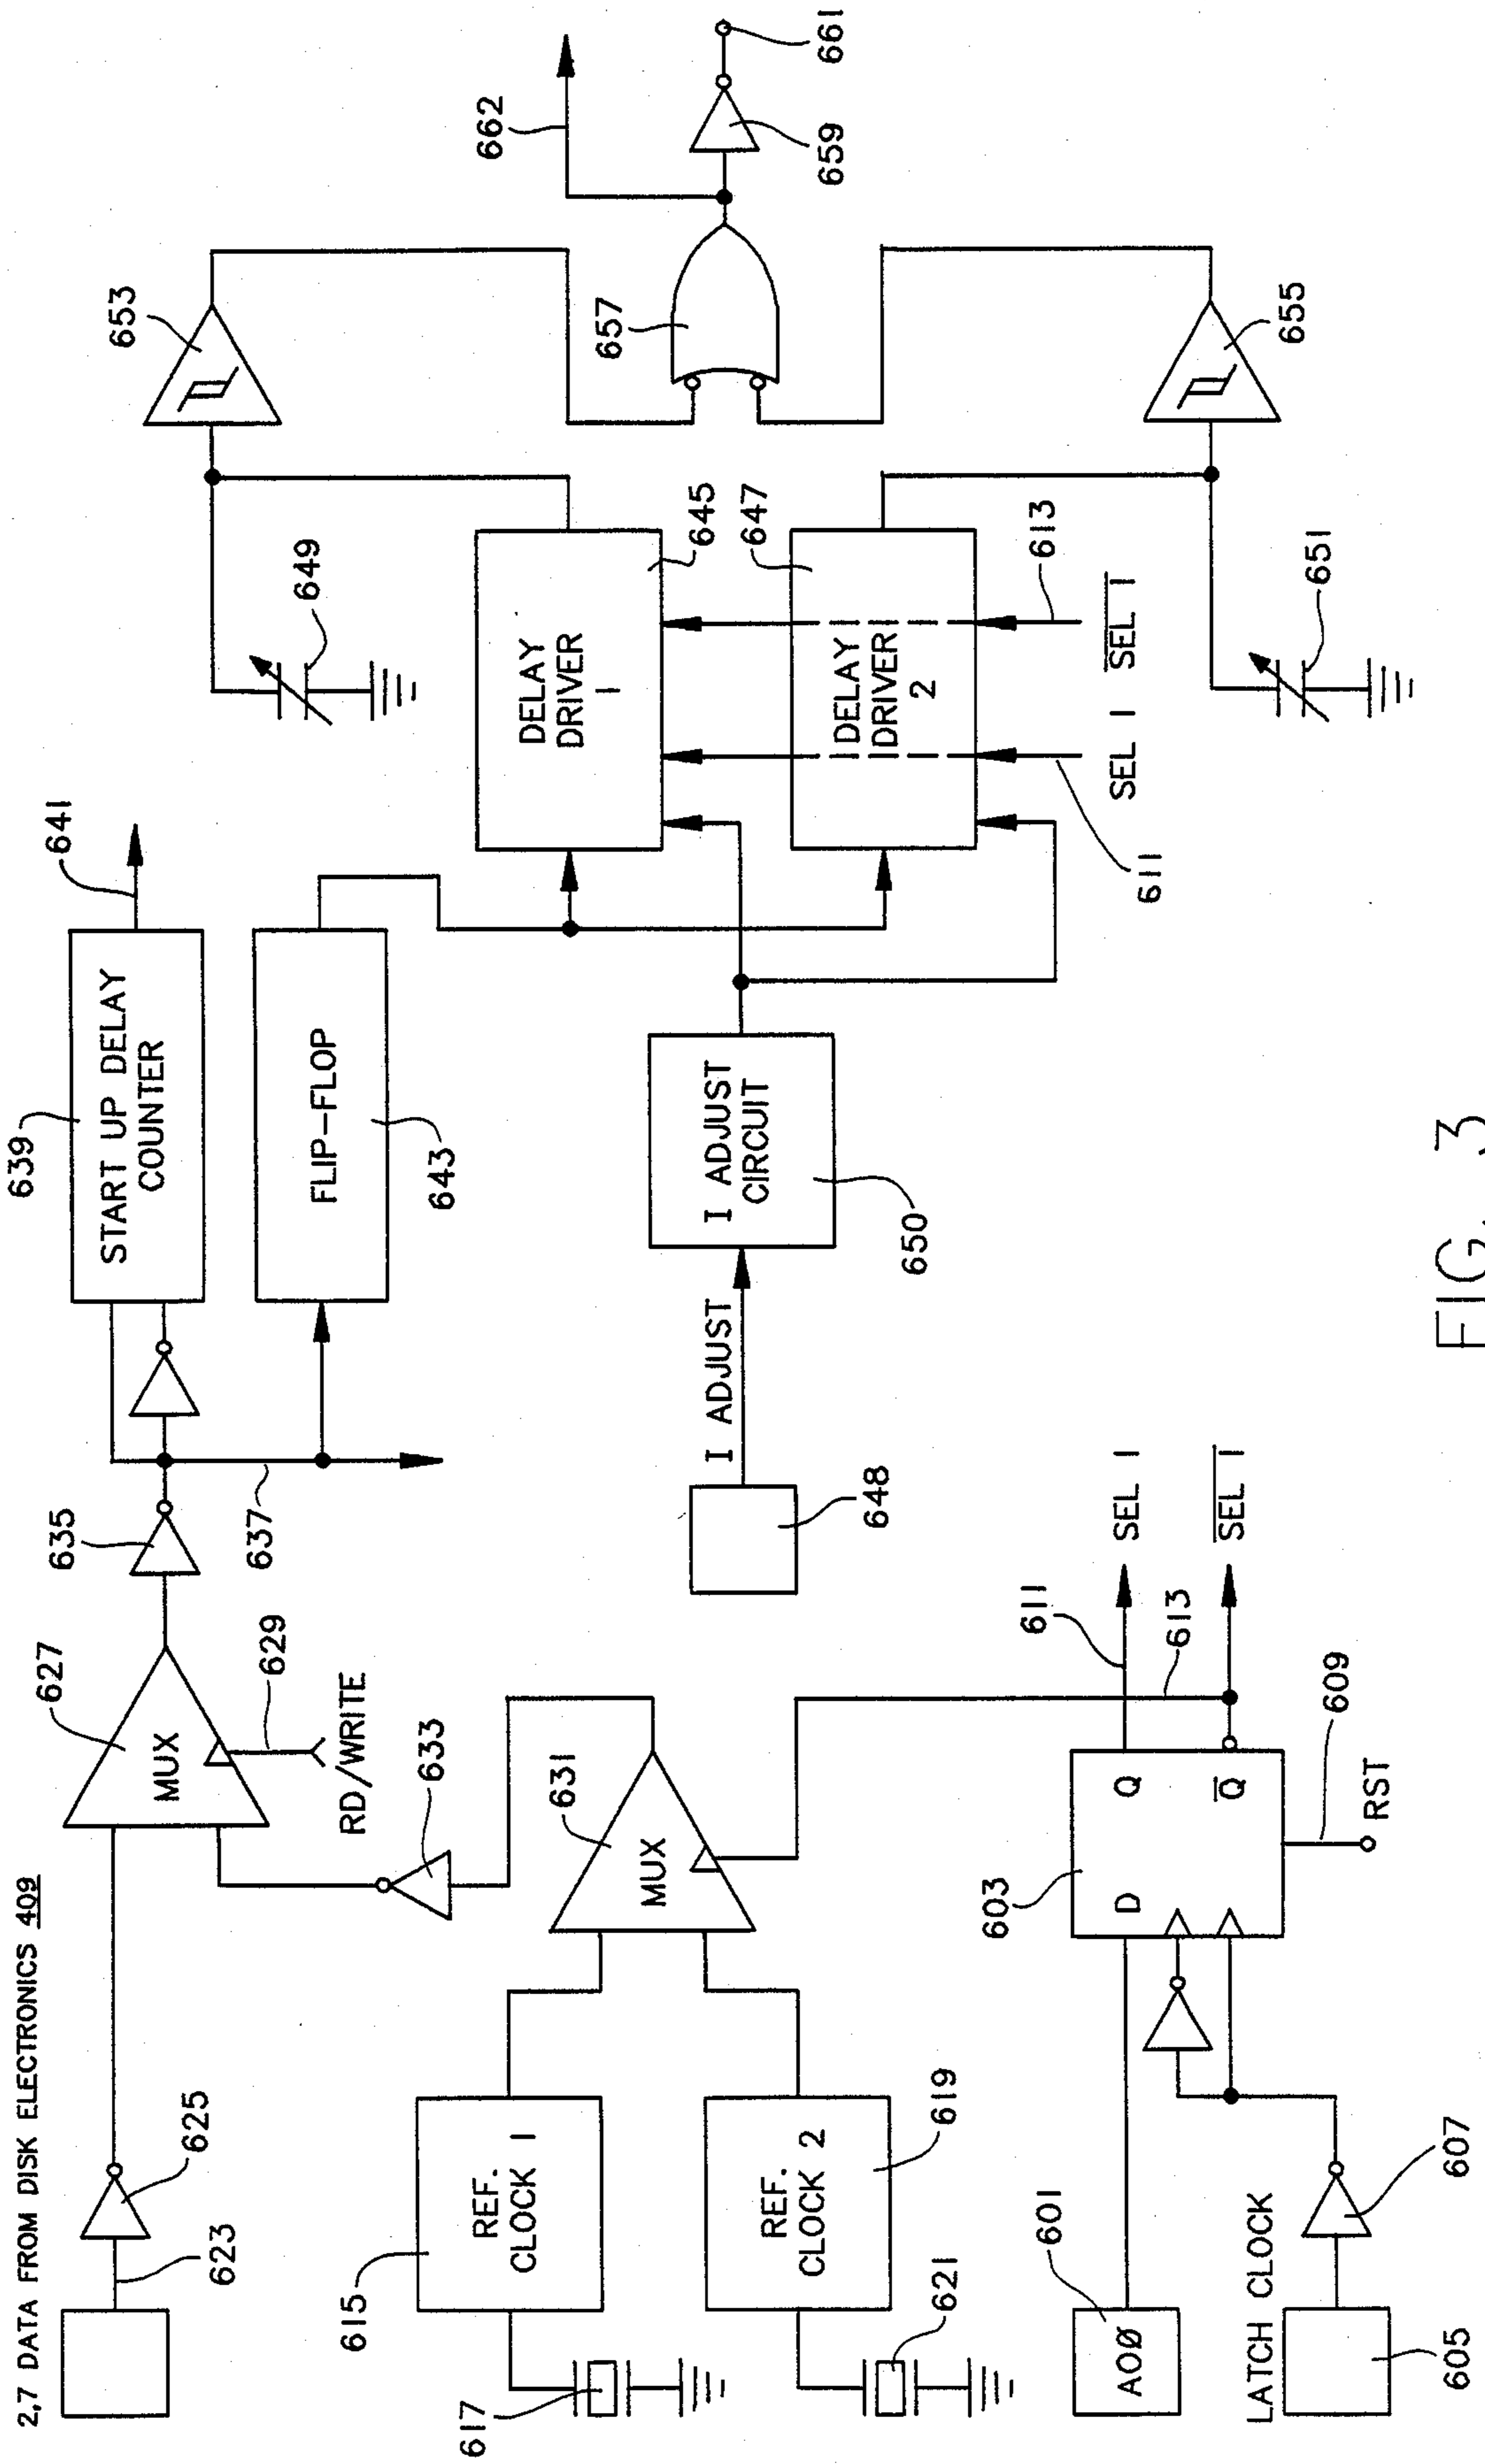 2,7 DATA FROM DISK ELECTRONICS 409
623
625
627
MUX
629
RD/WRITE
635
637
639
START UP DELAY
COUNTER
641
FLIP-FLOP
643
615
REF.
CLOCK 1
617
REF.
CLOCK 2
619
621
631
MUX
633
648
I ADJUST
I ADJUST
CIRCUIT
650
649
DELAY
DRIVER
1
645
647
DELAY
DRIVER
2
613
611
SEL 1
SEL 1
651
653
655
657
662
659
661
601
AOØ
LATCH CLOCK
605
607
603
D
Q
Q
609
RST
611
613
SEL 1
SEL 1
FIG. 3